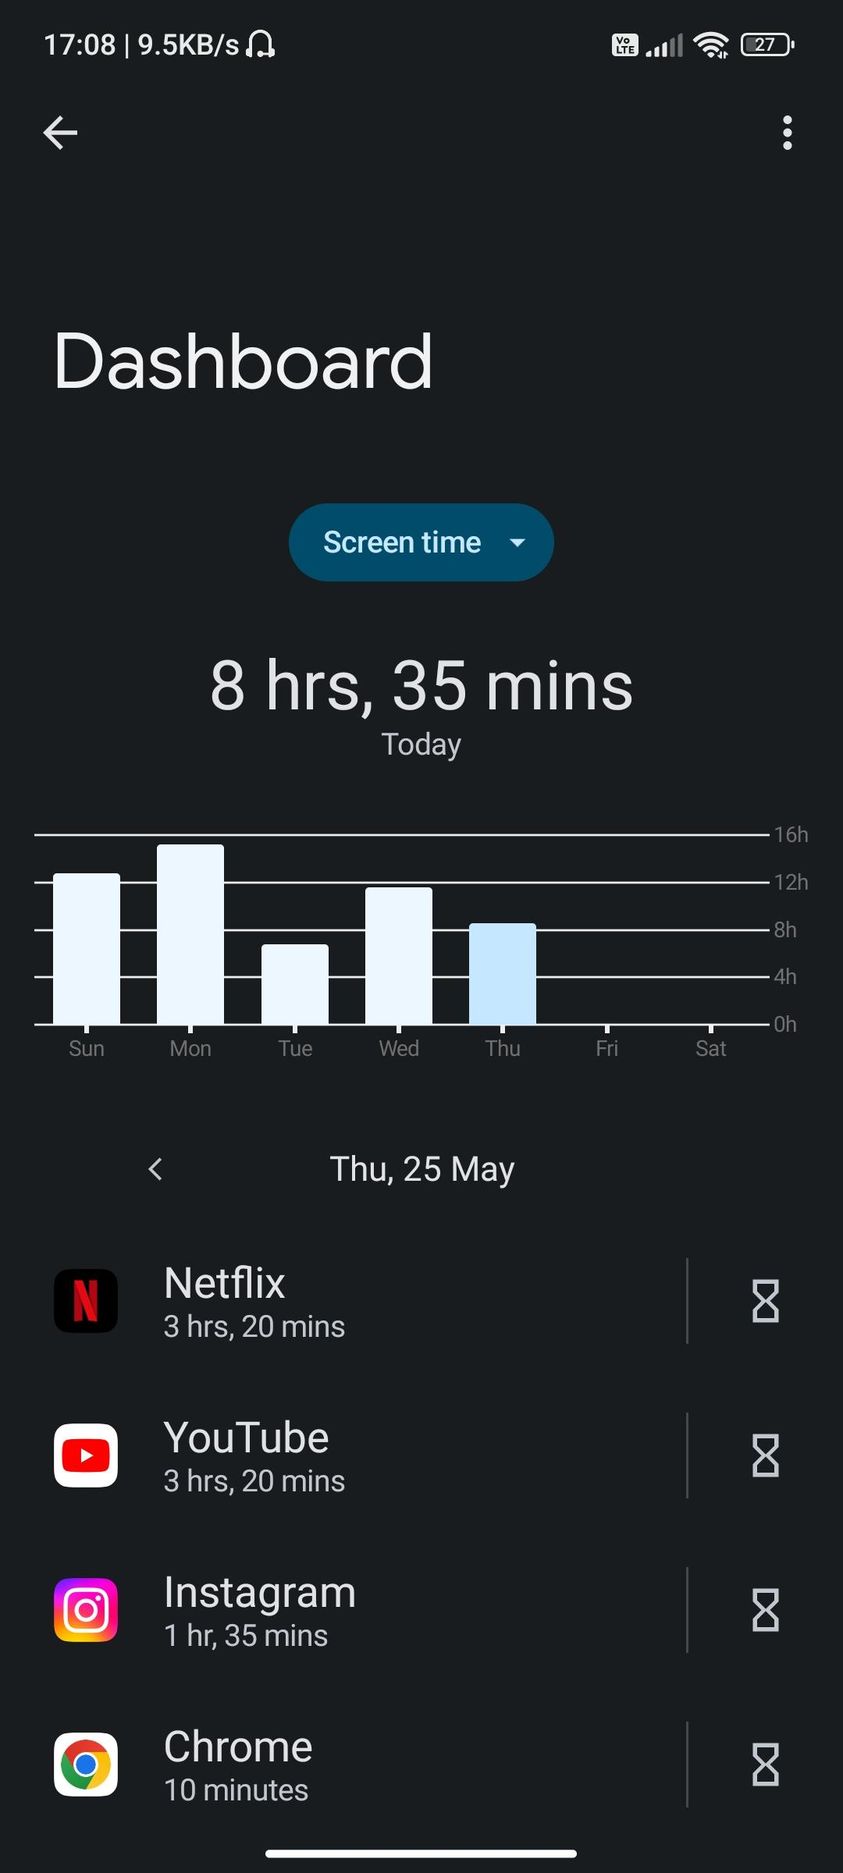 17:08 | 9.5KB/s
Vo LTE
27
Dashboard
Screen time
8 hrs, 35 mins
Today
16h
12h
8h
4h
0h
Sun Mon Tue Wed Thu Fri Sat
Thu, 25 May
Netflix
3 hrs, 20 mins
YouTube
3 hrs, 20 mins
Instagram
1 hr, 35 mins
Chrome
10 minutes